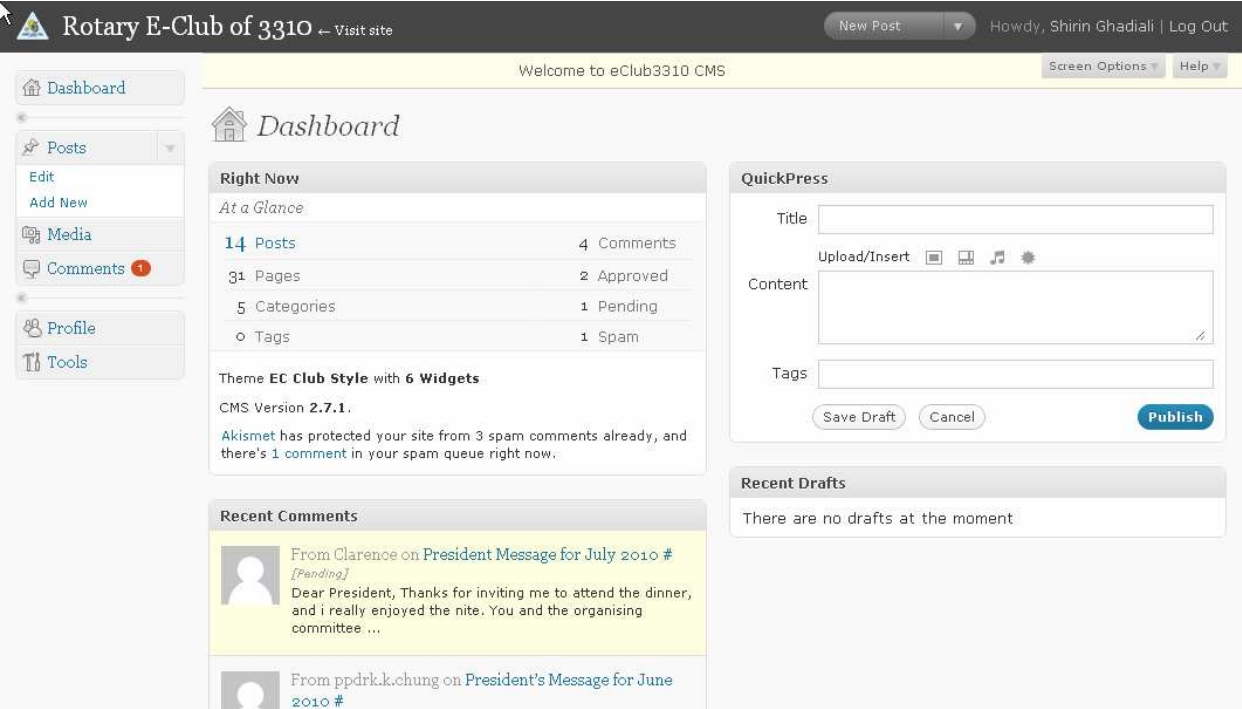 Rotary E-Club of 3310 ← Visit site
New Post
Howdy, Shirin Ghadiali | Log Out
Welcome to eClub3310 CMS
Screen Options
Help
Dashboard
Posts
Edit
Add New
Media
Comments 1
Profile
Tools
Dashboard
Right Now
At a Glance
14 Posts
4 Comments
31 Pages
2 Approved
5 Categories
1 Pending
0 Tags
1 Spam
Theme EC Club Style with 6 Widgets
CMS Version 2.7.1.
Akismet has protected your site from 3 spam comments already, and
there's 1 comment in your spam queue right now.
Recent Comments
From Clarence on President Message for July 2010 #
[Pending]
Dear President, Thanks for inviting me to attend the dinner,
and i really enjoyed the nite. You and the organising
committee ...
From ppdrk.k.chung on President's Message for June
2010 #
QuickPress
Title
Upload/Insert
Content
Tags
Save Draft
Cancel
Publish
Recent Drafts
There are no drafts at the moment